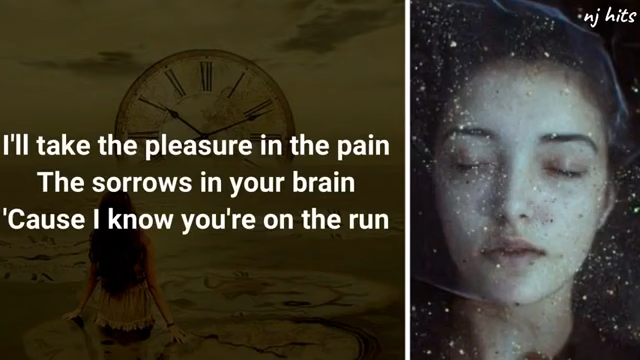 nj hits
I'll take the pleasure in the pain
The sorrows in your brain
'Cause I know you're on the run